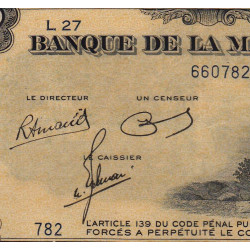 L.27
BANQUE DE LA M
660782
LE DIRECTEUR UN CENSEUR
LE CAISSIER
782
L'ARTICLE 139 DU CODE PÉNAL PU
FORCÉS A PERPÉTUITÉ LE CO